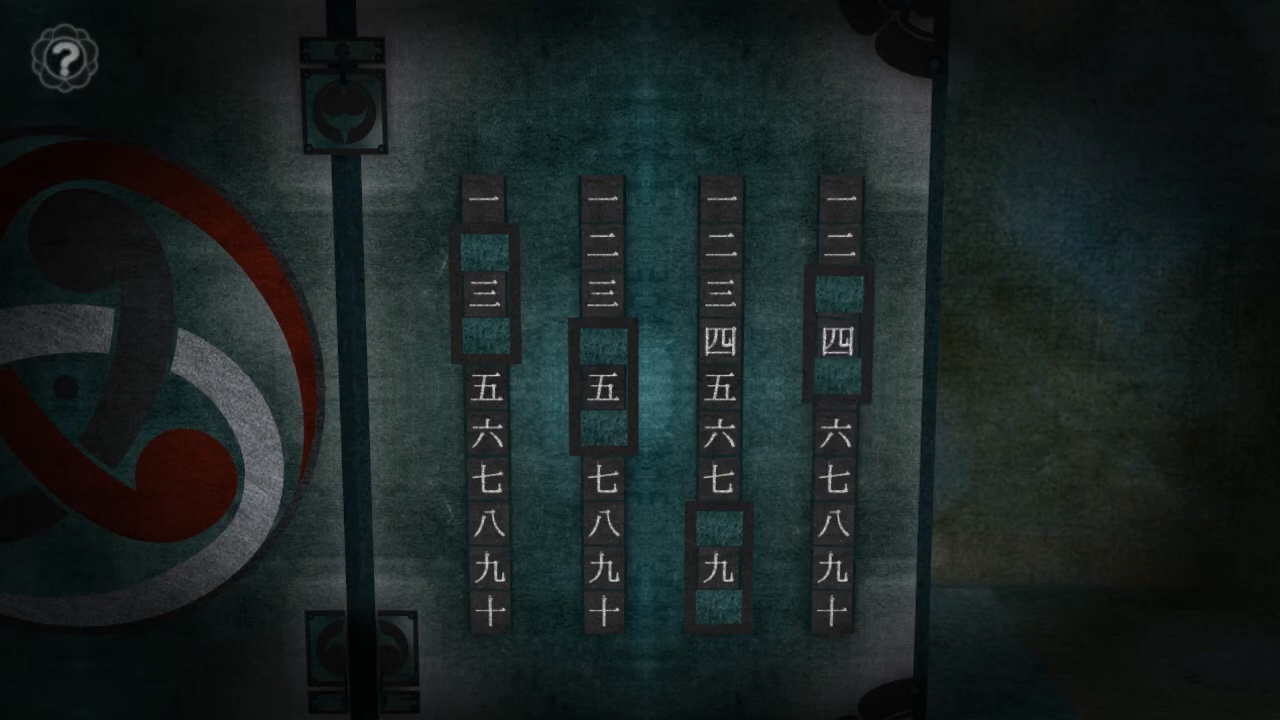 ?
一
三
五
六
七
八
九
十
一
二
三
五
七
八
九
十
一
二
三
四
五
六
七
九
一
二
四
六
七
八
九
十